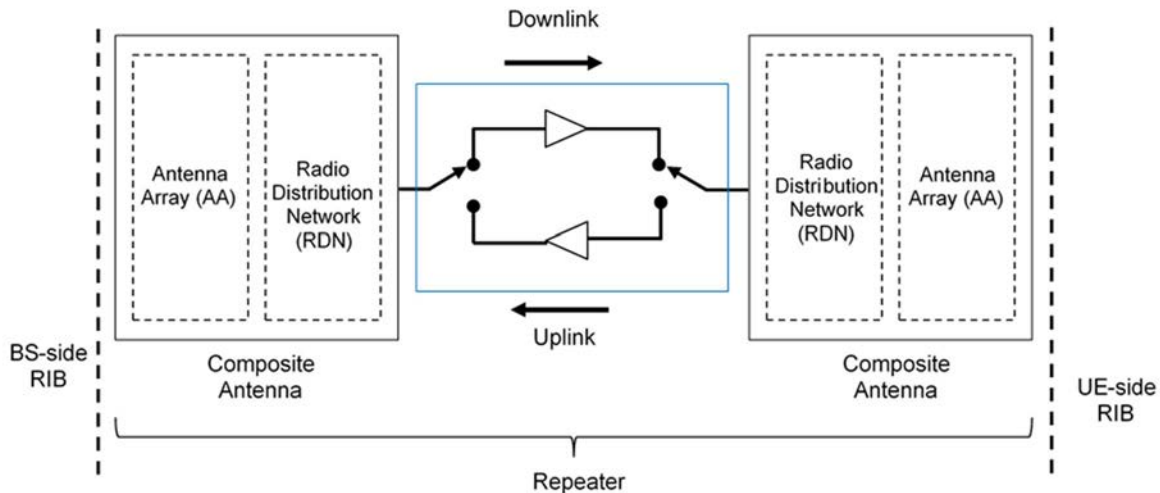 Downlink
Antenna
Array (AA)
Radio
Distribution
Network
(RDN)
Radio
Distribution
Network
(RDN)
Antenna
Array (AA)
Uplink
BS-side
RIB
Composite
Antenna
Composite
Antenna
UE-side
RIB
Repeater